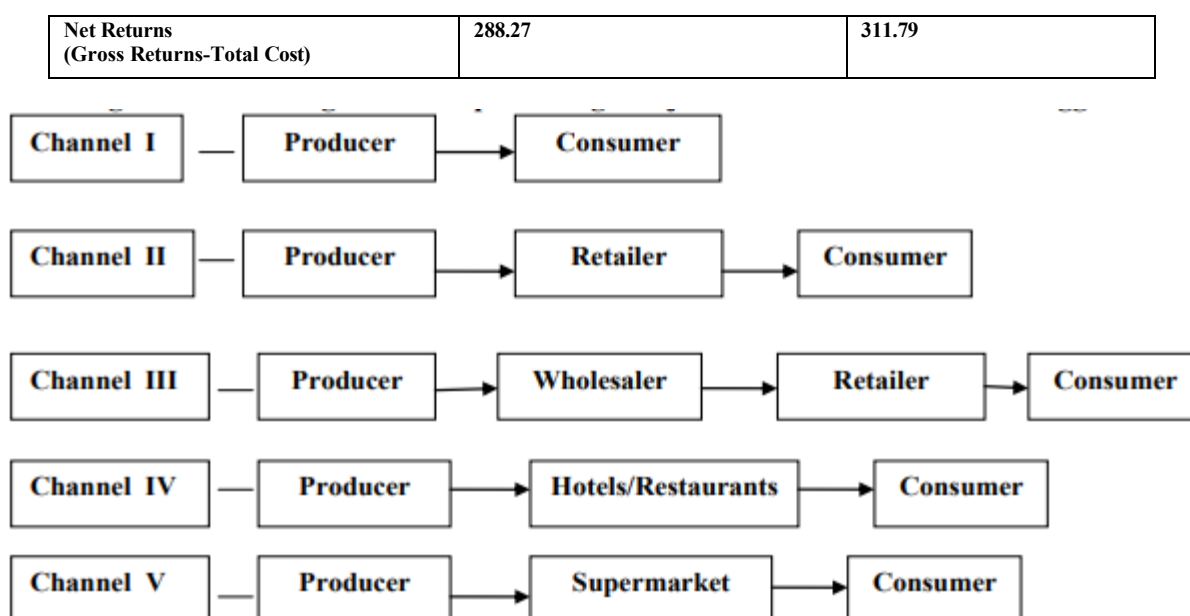 Net Returns 288.27 311.79
(Gross Returns-Total Cost)
Channel I Producer Consumer
Channel II Producer Retailer Consumer
Channel III Producer Wholesaler Retailer Consumer
Channel IV Producer Hotels/Restaurants Consumer
Channel V Producer Supermarket Consumer